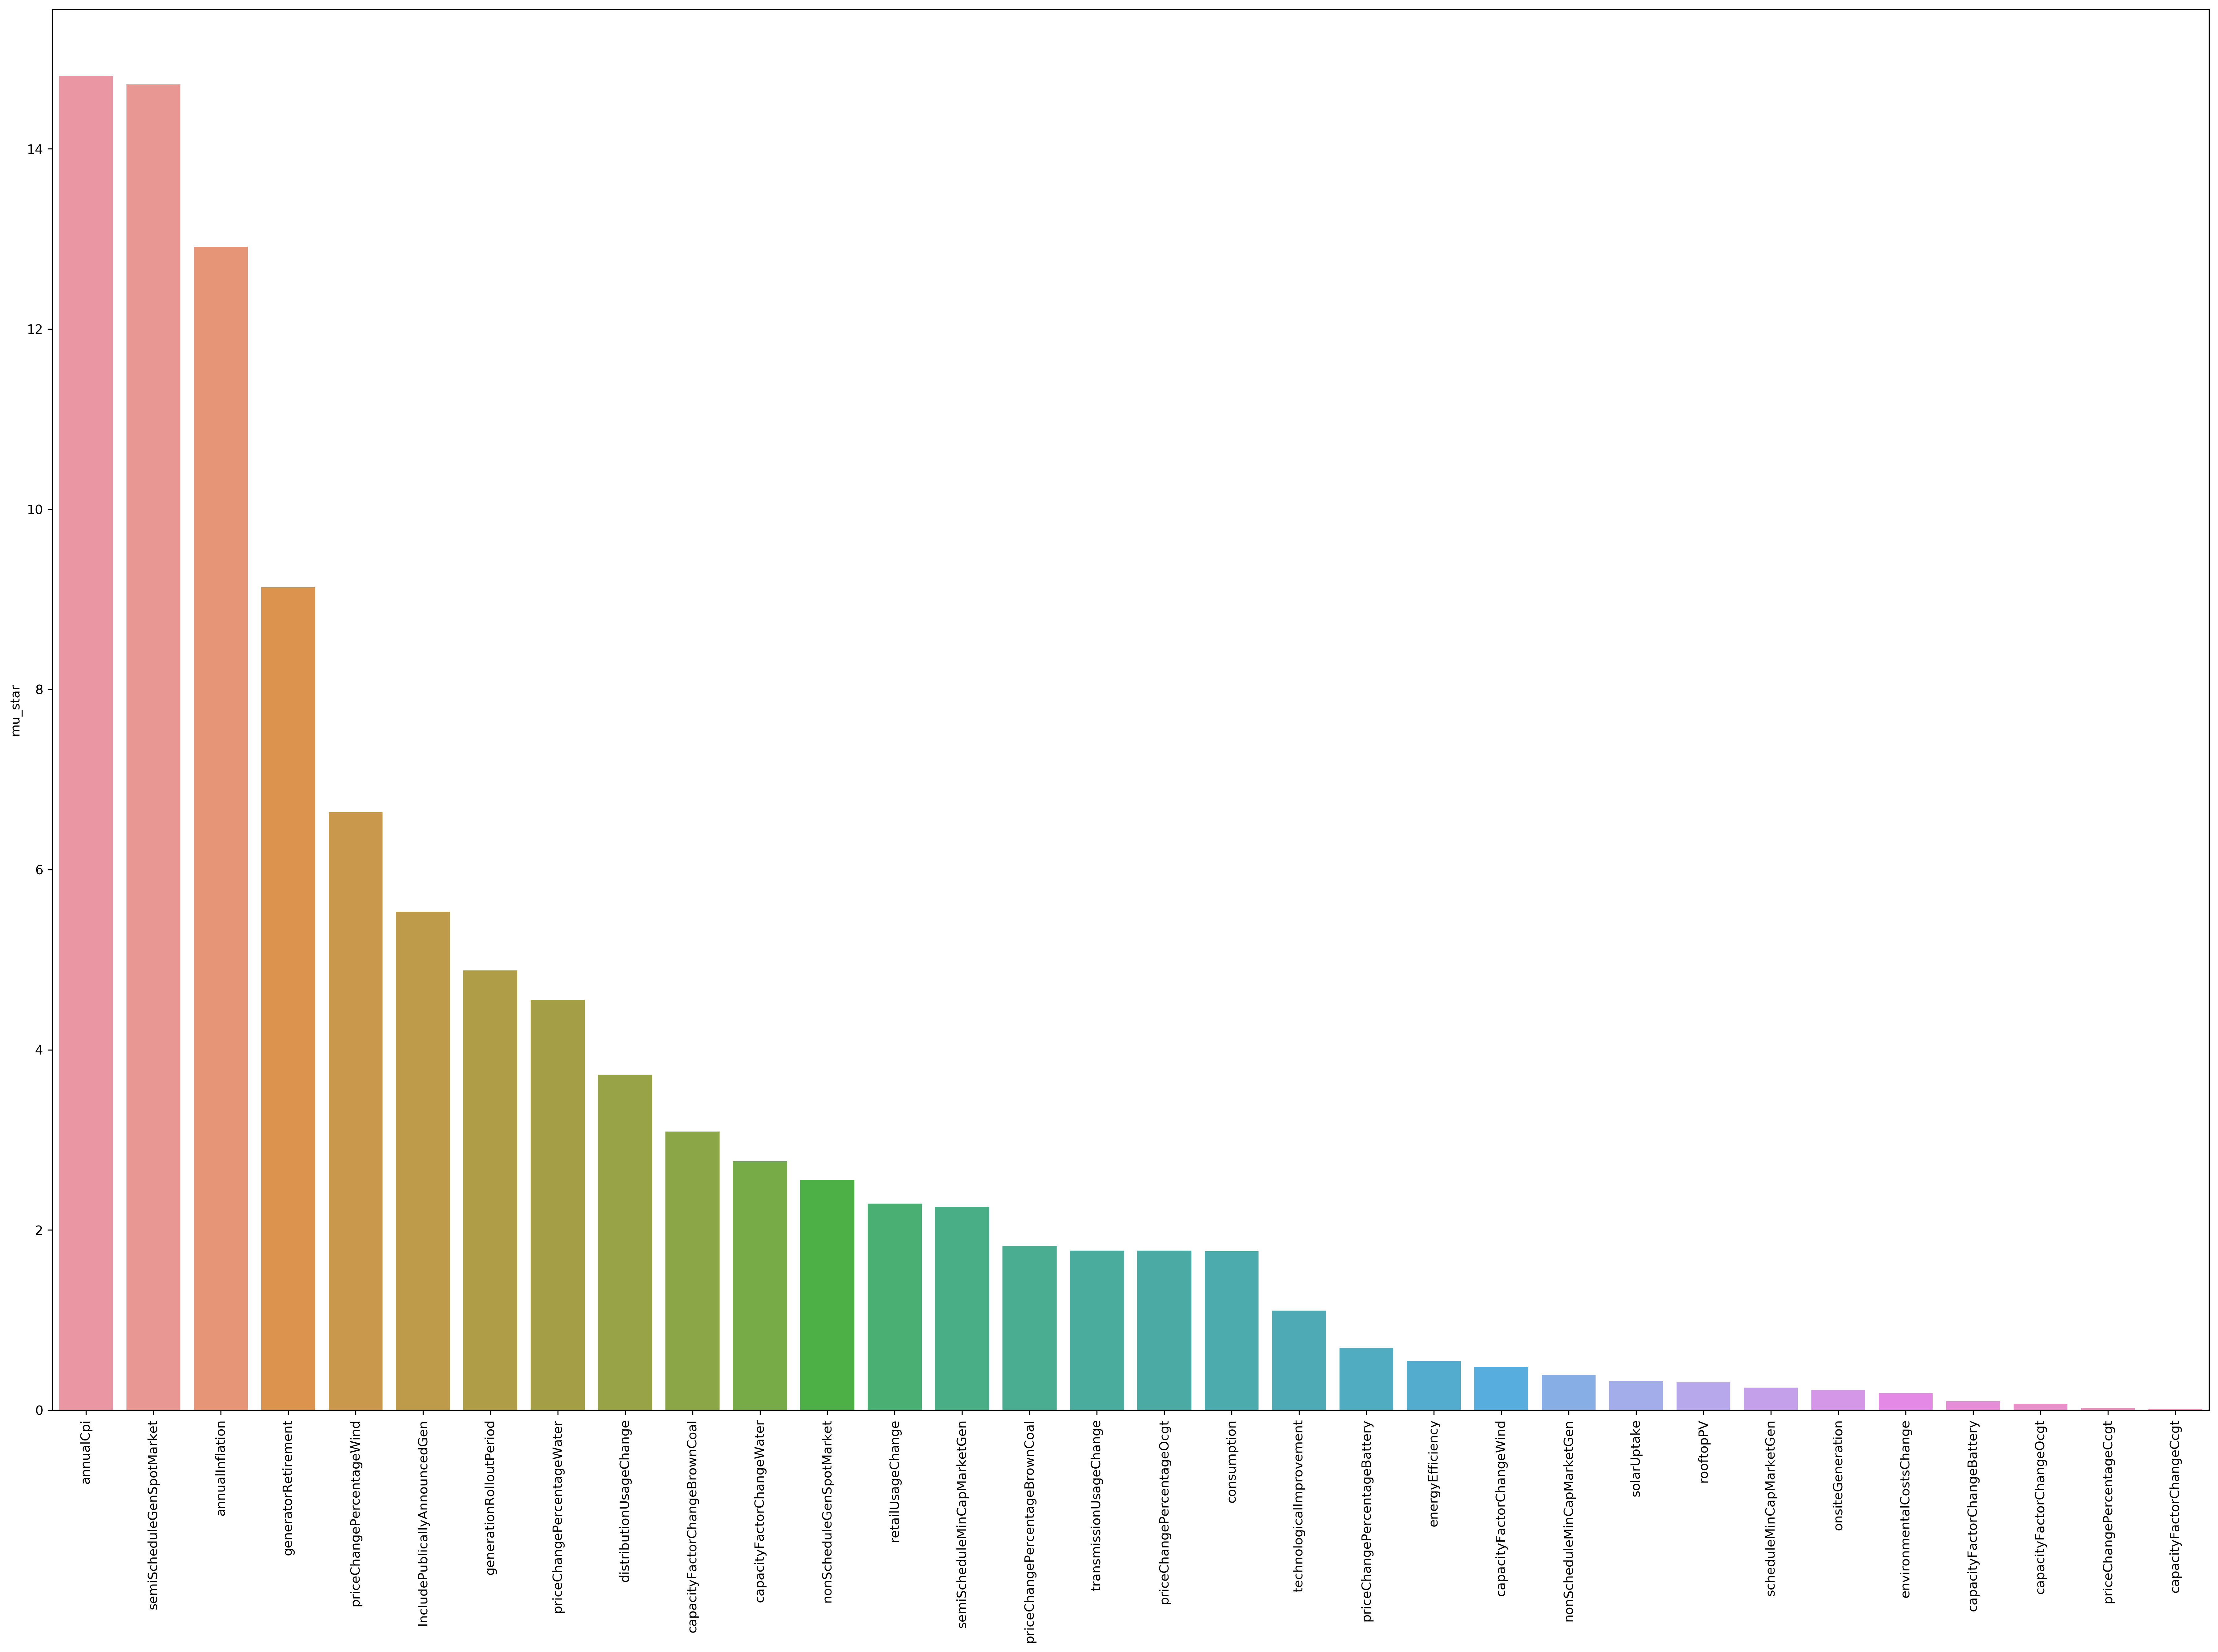 mu_star
14
12
10
8
6
4
2
0
annualCpi
semiScheduleGenSpotMarket
annualInflation
generatorRetirement
priceChangePercentageWind
IncludePublicallyAnnouncedGen
generationRolloutPeriod
priceChangePercentageWater
distributionUsageChange
capacityFactorChangeBrownCoal
capacityFactorChangeWater
nonScheduleGenSpotMarket
retailUsageChange
semiScheduleMinCapMarketGen
priceChangePercentageBrownCoal
transmissionUsageChange
priceChangePercentageOcgt
consumption
technologicalImprovement
priceChangePercentageBattery
energyEfficiency
capacityFactorChangeWind
nonScheduleMinCapMarketGen
solarUptake
rooftopPV
scheduleMinCapMarketGen
onsiteGeneration
environmentalCostsChange
capacityFactorChangeBattery
capacityFactorChangeOcgt
priceChangePercentageCcgt
capacityFactorChangeCcgt